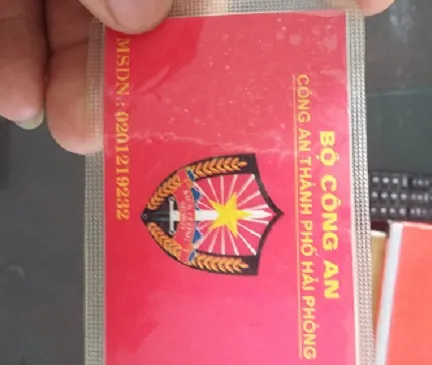 BỘ CÔNG AN
CÔNG AN THÀNH PHỐ HẢI PHÒNG
MSDN : 0201219232